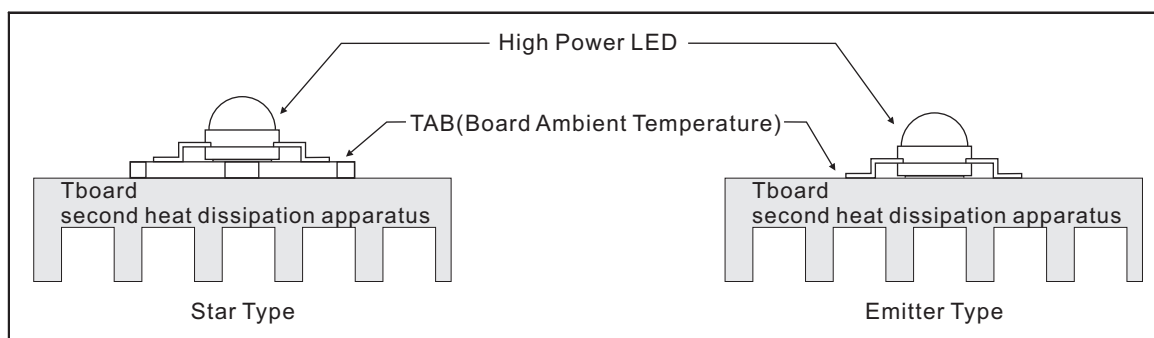 High Power LED
TAB(Board Ambient Temperature)
Tboard
second heat dissipation apparatus
Tboard
second heat dissipation apparatus
Star Type
Emitter Type